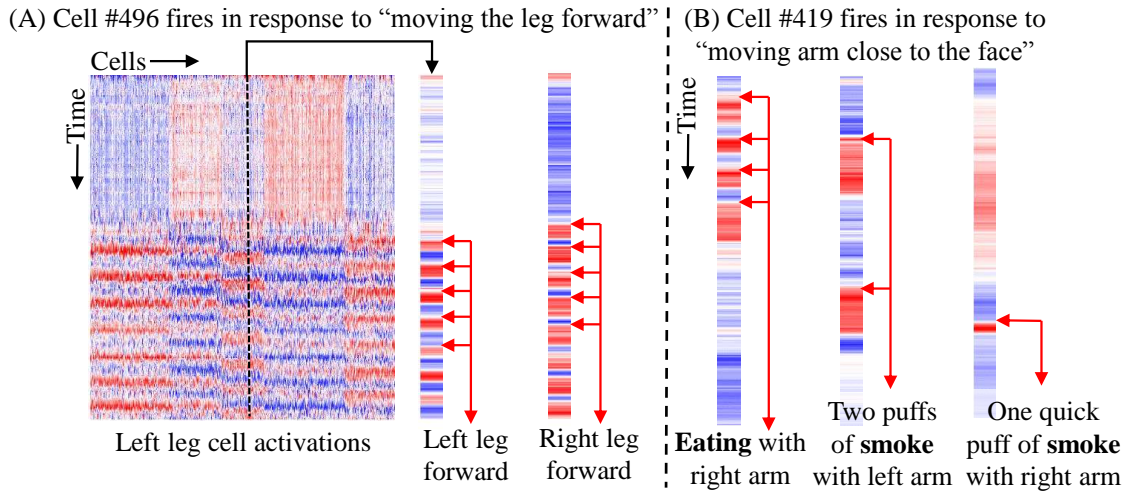 (A) Cell #496 fires in response to “moving the leg forward”
Cells
Time
Left leg cell activations
Left leg
forward
Right leg
forward
(B) Cell #419 fires in response to
“moving arm close to the face”
Time
Eating with
right arm
Two puffs
of smoke
with left arm
One quick
puff of smoke
with right arm